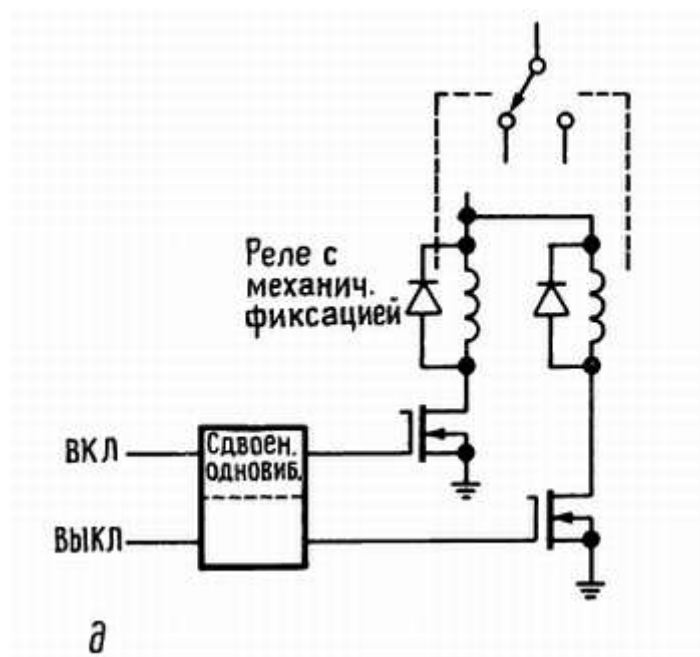 Реле с
механич.
фиксацией
ВКЛ
Сдвоен.
одновиб.
ВЫКЛ
д